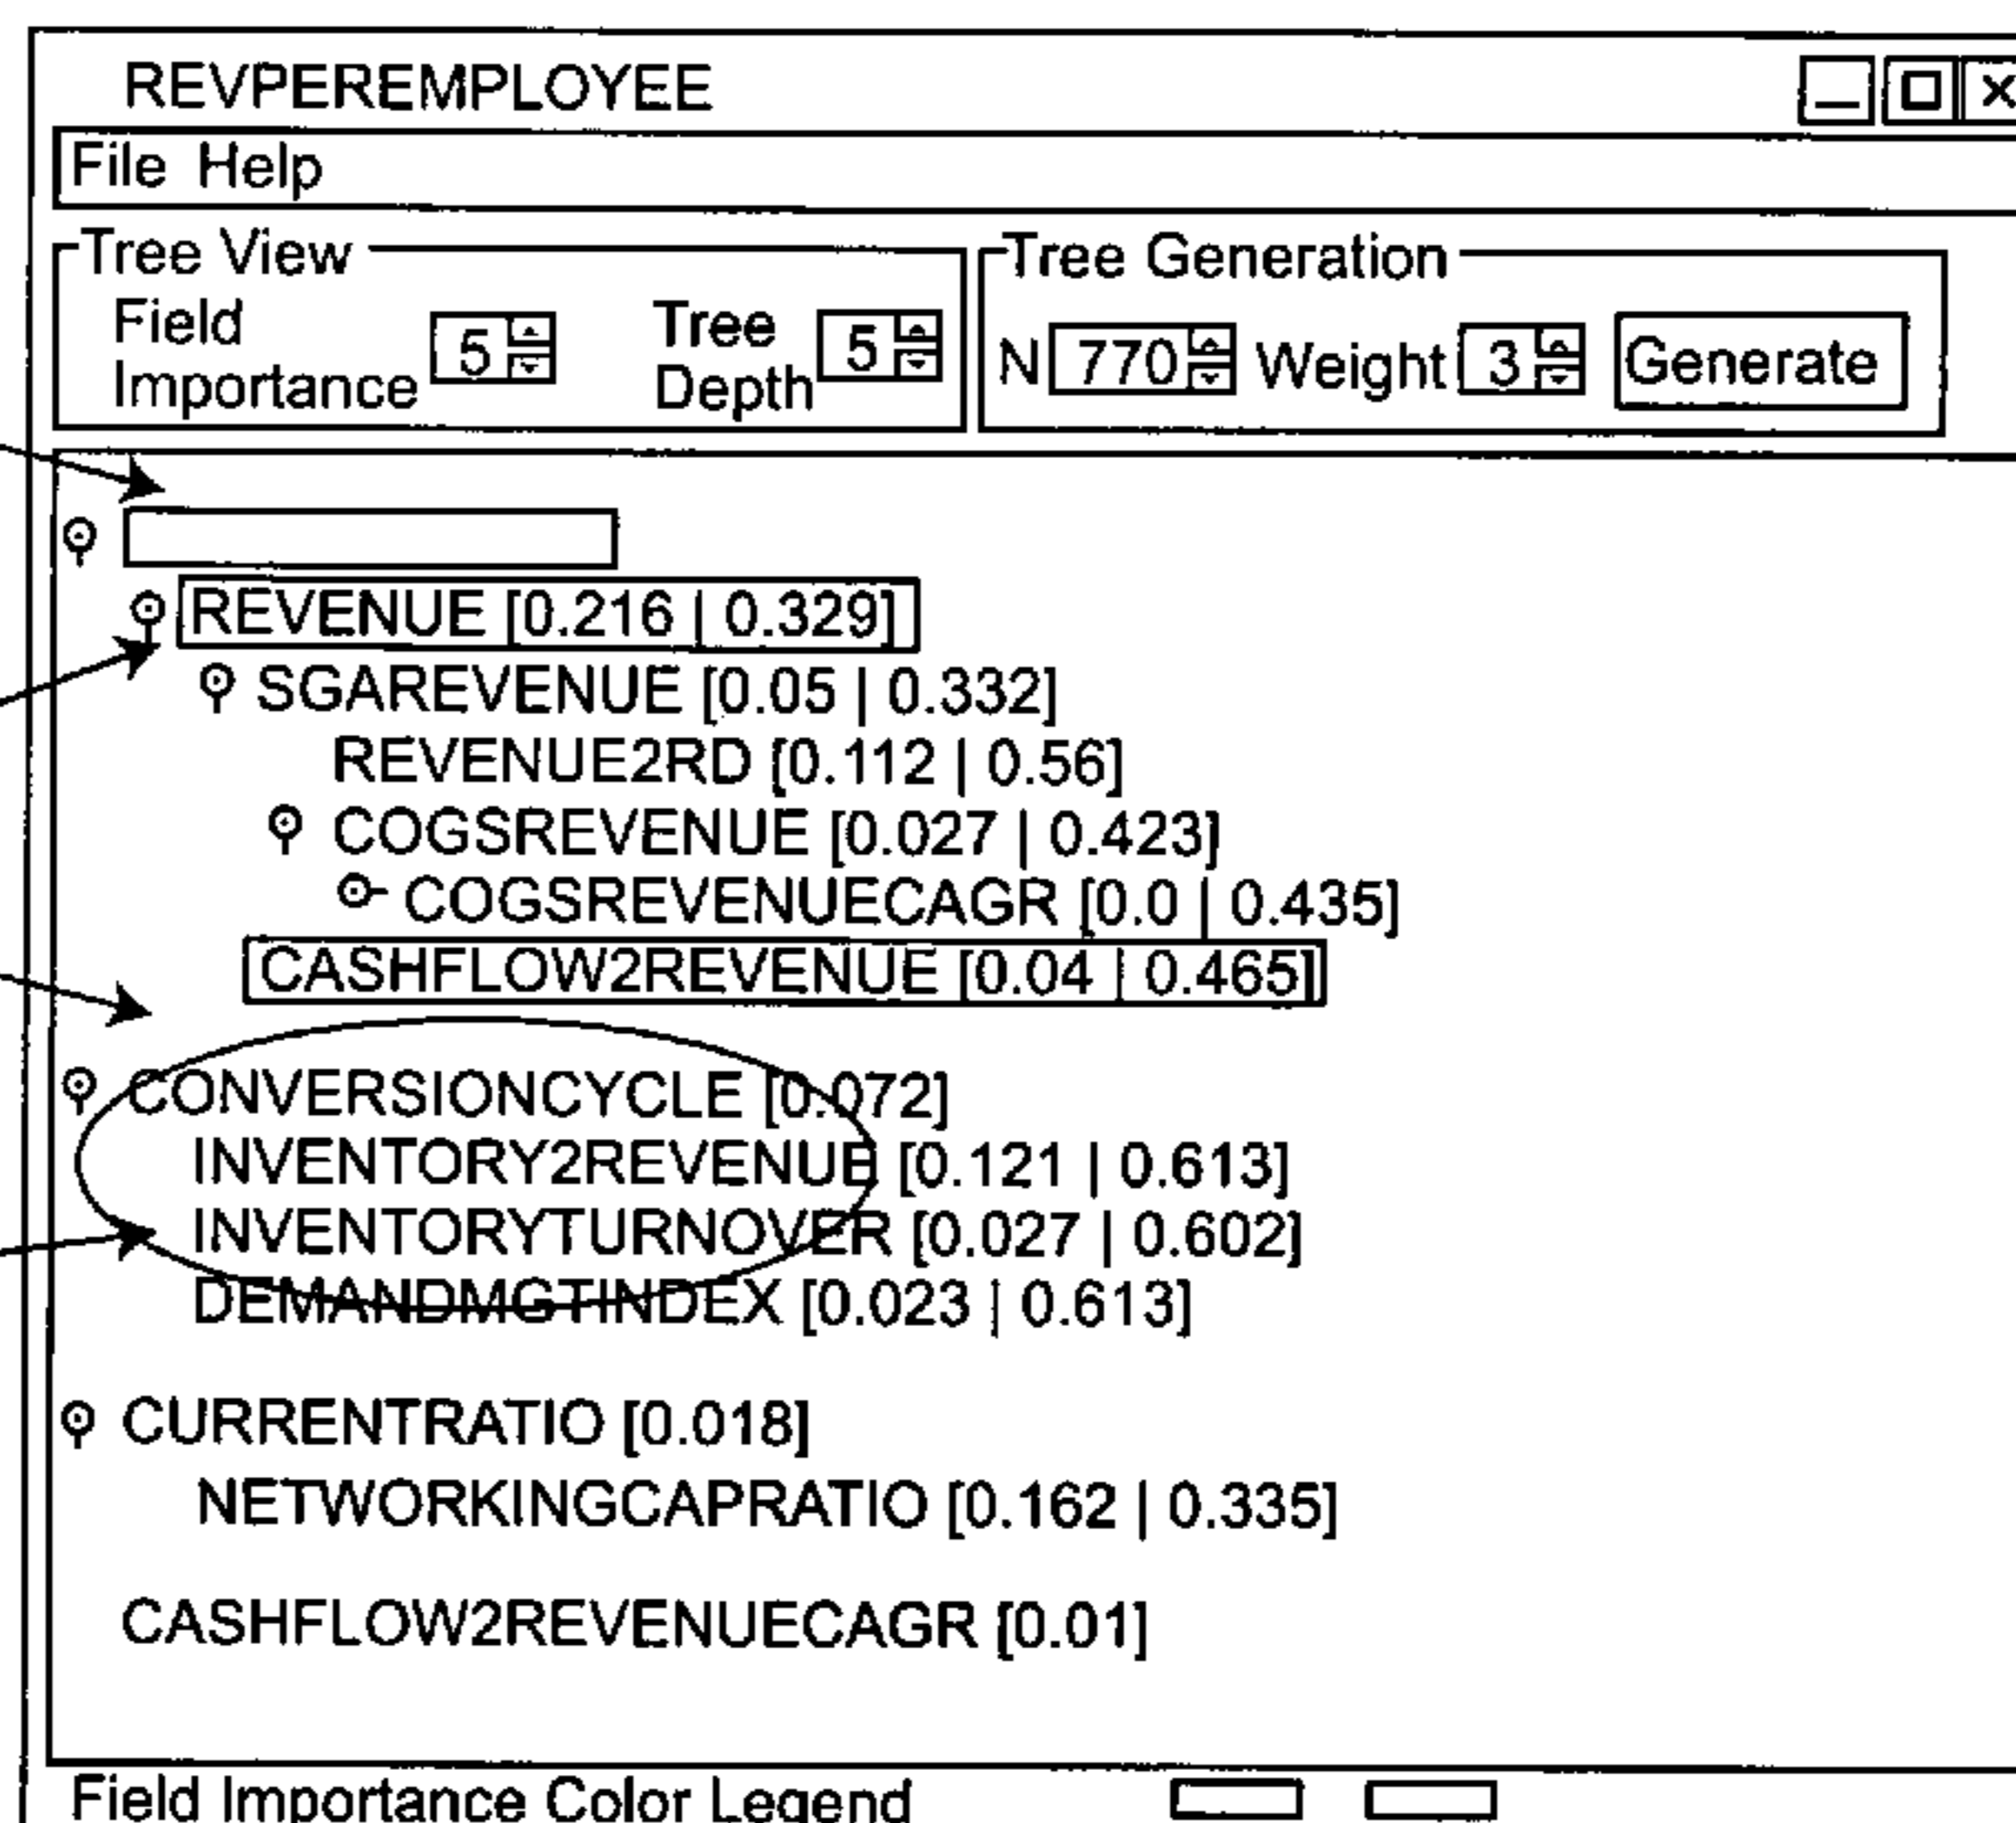 REVPEREMPLOYEE
File Help
Tree View
Tree Generation
Field Importance 5 Tree Depth 5
N 770 Weight 3 Generate
REVENUE [0.216 | 0.329]
SGAREVENUE [0.05 | 0.332]
REVENUE2RD [0.112 | 0.56]
COGSREVENUE [0.027 | 0.423]
COGSREVENUECAGR [0.0 | 0.435]
CASHFLOW2REVENUE [0.04 | 0.465]
CONVERSIONCYCLE [0.072]
INVENTORY2REVENUE [0.121 | 0.613]
INVENTORYTURNOVER [0.027 | 0.602]
DEMANDMGTINDEX [0.023 | 0.613]
CURRENTRATIO [0.018]
NETWORKINGCAPRATIO [0.162 | 0.335]
CASHFLOW2REVENUECAGR [0.01]
Field Importance Color Legend